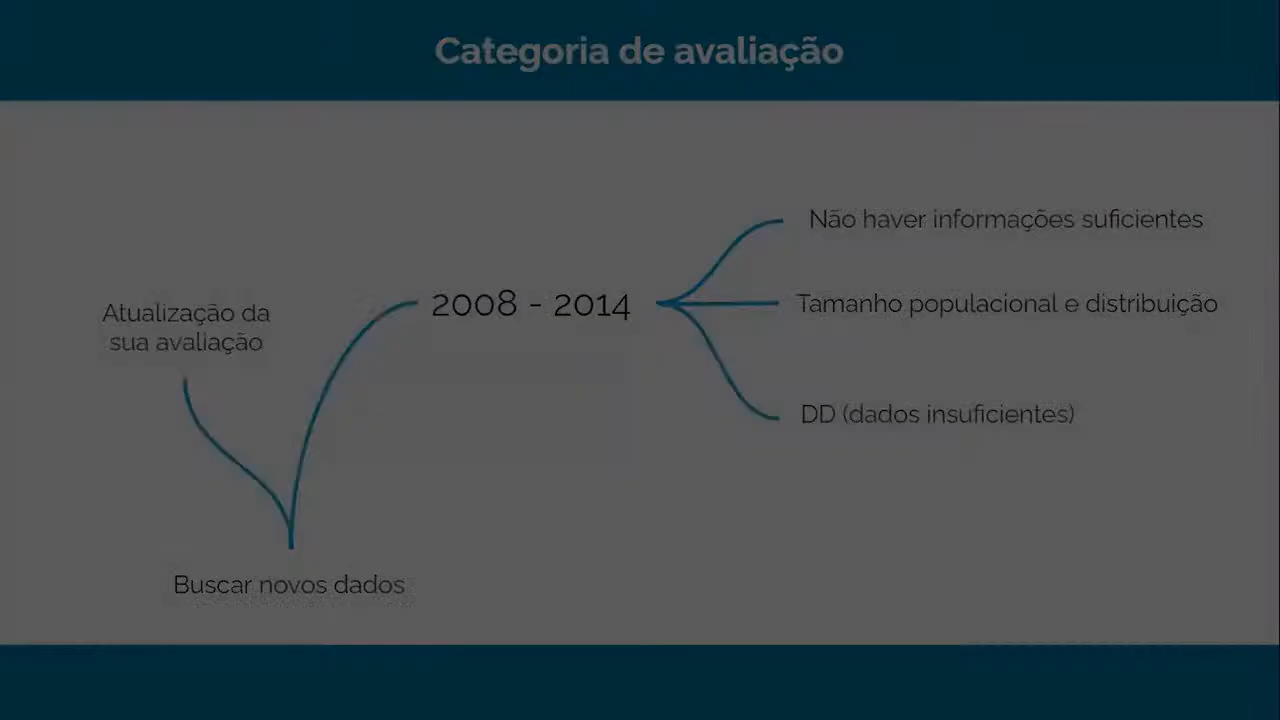 Categoria de avaliação
Não haver informações suficientes
Atualização da
sua avaliação
2008 - 2014
Tamanho populacional e distribuição
DD (dados insuficientes)
Buscar novos dados